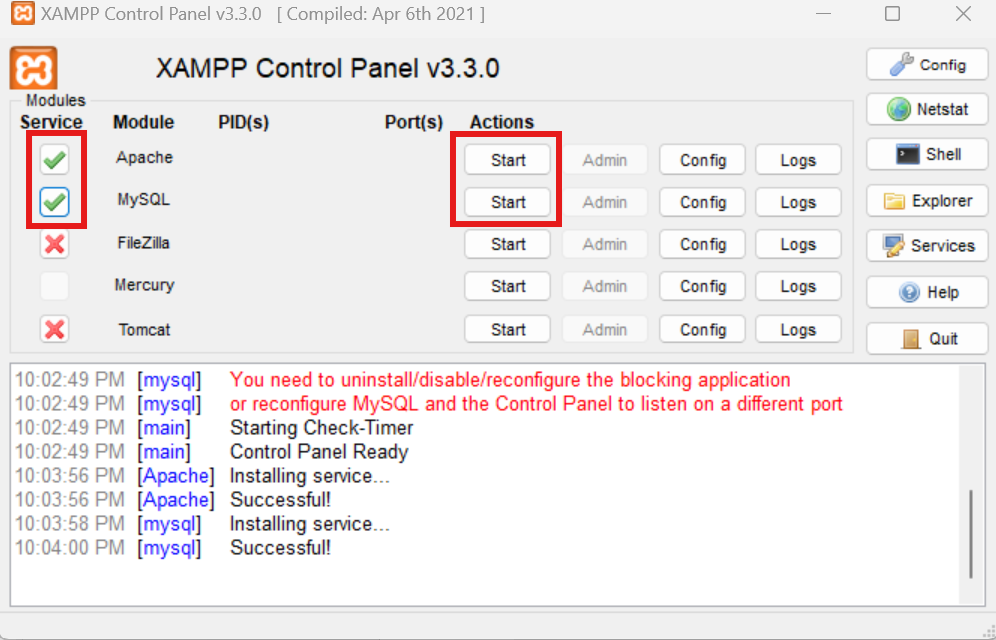 XAMPP Control Panel v3.3.0 [ Compiled: Apr 6th 2021 ]
XAMPP Control Panel v3.3.0
Config
Modules
Service Module PID(s) Port(s) Actions
Netstat
Apache Start Admin Config Logs
Shell
MySQL Start Admin Config Logs
Explorer
FileZilla Start Admin Config Logs
Services
Mercury Start Admin Config Logs
Help
Tomcat Start Admin Config Logs
Quit
10:02:49 PM [mysql] You need to uninstall/disable/reconfigure the blocking application
10:02:49 PM [mysql] or reconfigure MySQL and the Control Panel to listen on a different port
10:02:49 PM [main] Starting Check-Timer
10:02:49 PM [main] Control Panel Ready
10:03:56 PM [Apache] Installing service...
10:03:56 PM [Apache] Successful!
10:03:58 PM [mysql] Installing service...
10:04:00 PM [mysql] Successful!